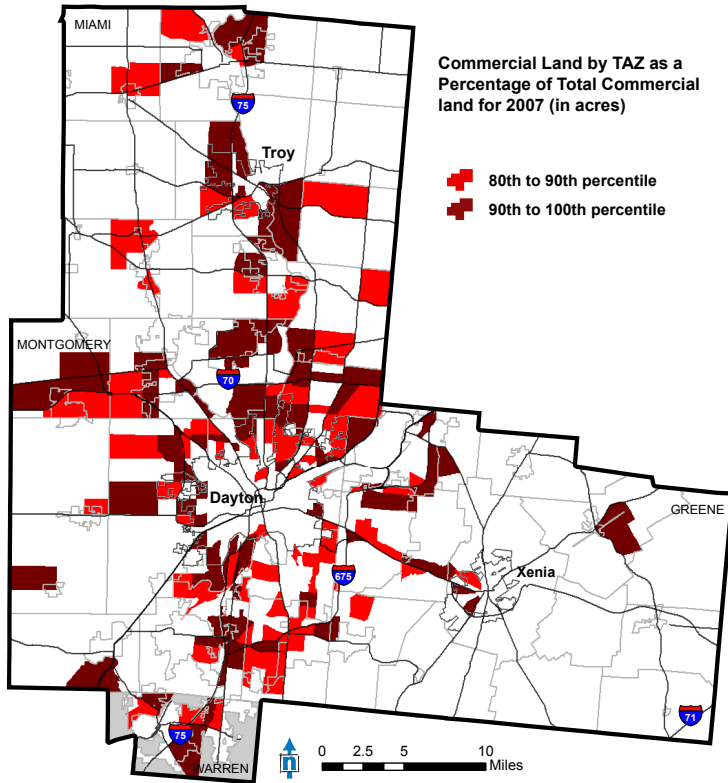 MIAMI
Commercial Land by TAZ as a
Percentage of Total Commercial
land for 2007 (in acres)
75
Troy
80th to 90th percentile
90th to 100th percentile
MONTGOMERY
70
Dayton
GREENE
675
Xenia
71
75
WARREN
n
0 2.5 5 10
Miles